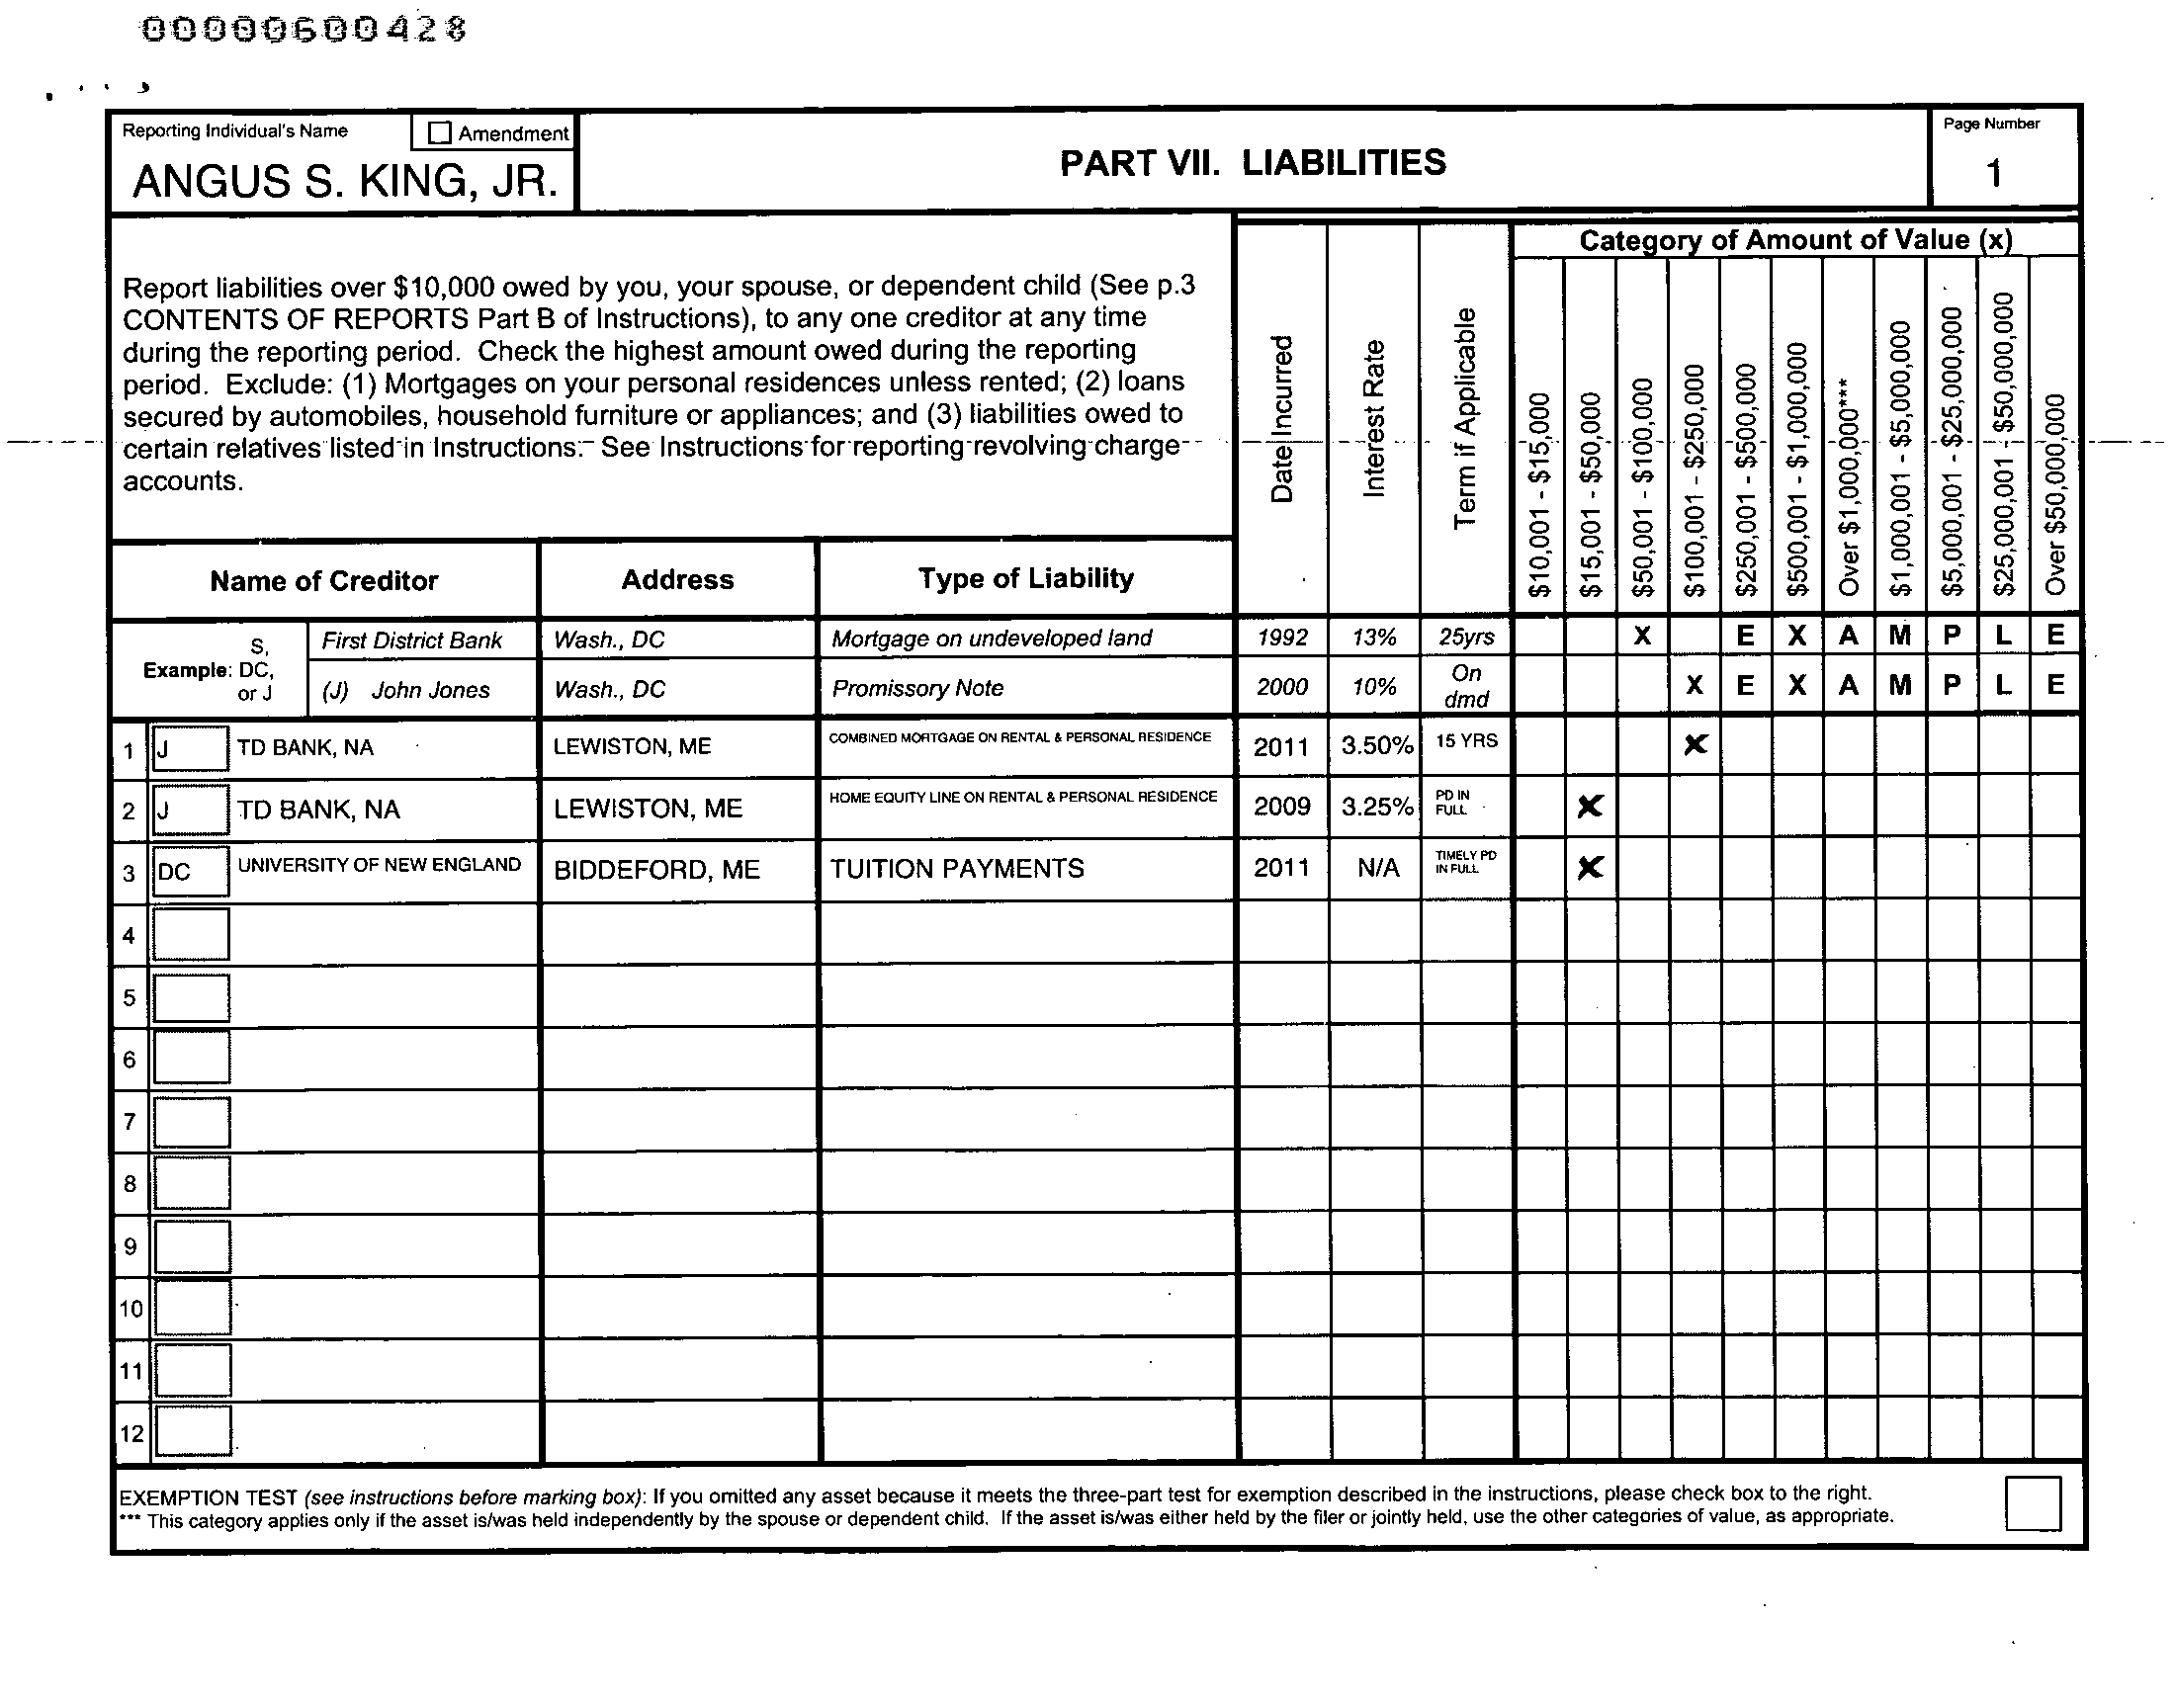 00000600428
Reporting Individual's Name
Amendment
ANGUS S. KING, JR.
PART VII. LIABILITIES
Page Number
1
Report liabilities over $10,000 owed by you, your spouse, or dependent child (See p.3
CONTENTS OF REPORTS Part B of Instructions), to any one creditor at any time
during the reporting period. Check the highest amount owed during the reporting
period. Exclude: (1) Mortgages on your personal residences unless rented; (2) loans
secured by automobiles, household furniture or appliances; and (3) liabilities owed to
certain relatives listed in Instructions. See Instructions for reporting revolving charge
accounts.
Date Incurred
Interest Rate
Term if Applicable
Category of Amount of Value (x)
$10,001 - $15,000
$15,001 - $50,000
$50,001 - $100,000
$100,001 - $250,000
$250,001 - $500,000
$500,001 - $1,000,000
Over $1,000,000***
$1,000,001 - $5,000,000
$5,000,001 - $25,000,000
$25,000,001 - $50,000,000
Over $50,000,000
Name of Creditor Address Type of Liability
Example: S, DC, or J
First District Bank Wash., DC Mortgage on undeveloped land 1992 13% 25yrs X E X A M P L E
(J) John Jones Wash., DC Promissory Note 2000 10% On dmd X E X A M P L E
1 J TD BANK, NA LEWISTON, ME COMBINED MORTGAGE ON RENTAL & PERSONAL RESIDENCE 2011 3.50% 15 YRS X
2 J TD BANK, NA LEWISTON, ME HOME EQUITY LINE ON RENTAL & PERSONAL RESIDENCE 2009 3.25% PD IN FULL X
3 DC UNIVERSITY OF NEW ENGLAND BIDDEFORD, ME TUITION PAYMENTS 2011 N/A TIMELY PD IN FULL X
4
5
6
7
8
9
10
11
12
EXEMPTION TEST (see instructions before marking box): If you omitted any asset because it meets the three-part test for exemption described in the instructions, please check box to the right.
*** This category applies only if the asset is/was held independently by the spouse or dependent child. If the asset is/was either held by the filer or jointly held, use the other categories of value, as appropriate.